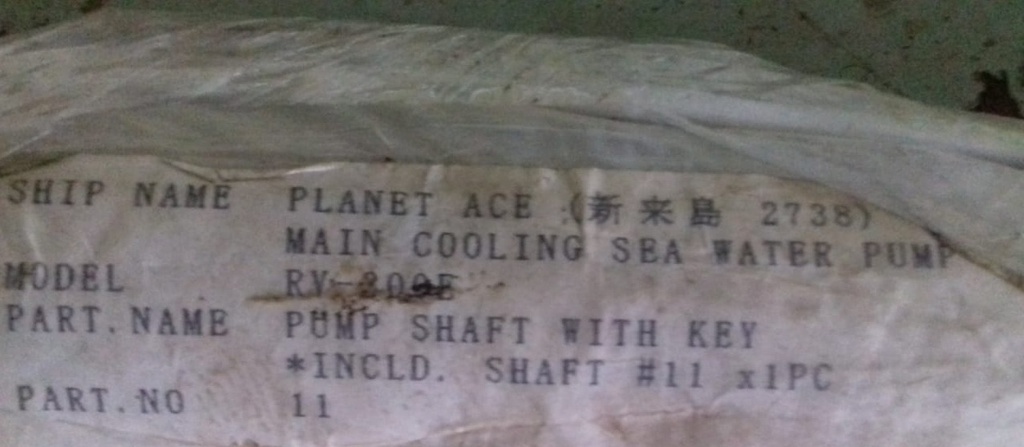 SHIP NAME PLANET ACE (新来島 2738)
MAIN COOLING SEA WATER PUMP
MODEL
PART.NAME PUMP SHAFT WITH KEY
*INCLD. SHAFT #11 x1PC
PART.NO 11